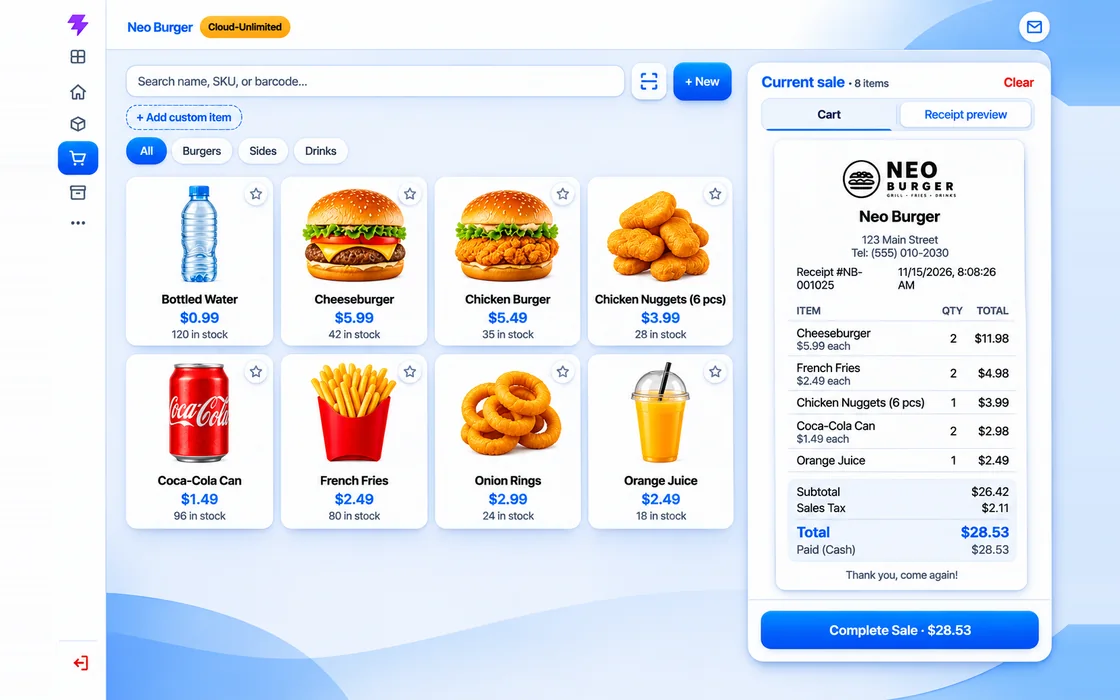 Neo Burger Cloud-Unlimited
Search name, SKU, or barcode...
+ New
+ Add custom item
All Burgers Sides Drinks
Bottled Water
$0.99
120 in stock
Cheeseburger
$5.99
42 in stock
Chicken Burger
$5.49
35 in stock
Chicken Nuggets (6 pcs)
$3.99
28 in stock
Coca-Cola
Coca-Cola Can
$1.49
96 in stock
French Fries
$2.49
80 in stock
Onion Rings
$2.99
24 in stock
Orange Juice
$2.49
18 in stock
Current sale · 8 items Clear
Cart Receipt preview
NEO
BURGER
GRILL • FRIES • DRINKS
Neo Burger
123 Main Street
Tel: (555) 010-2030
Receipt #NB-
001025
11/15/2026, 8:08:26
AM
ITEM QTY TOTAL
Cheeseburger 2 $11.98
$5.99 each
French Fries 2 $4.98
$2.49 each
Chicken Nuggets (6 pcs) 1 $3.99
Coca-Cola Can 2 $2.98
$1.49 each
Orange Juice 1 $2.49
Subtotal $26.42
Sales Tax $2.11
Total $28.53
Paid (Cash) $28.53
Thank you, come again!
Complete Sale · $28.53